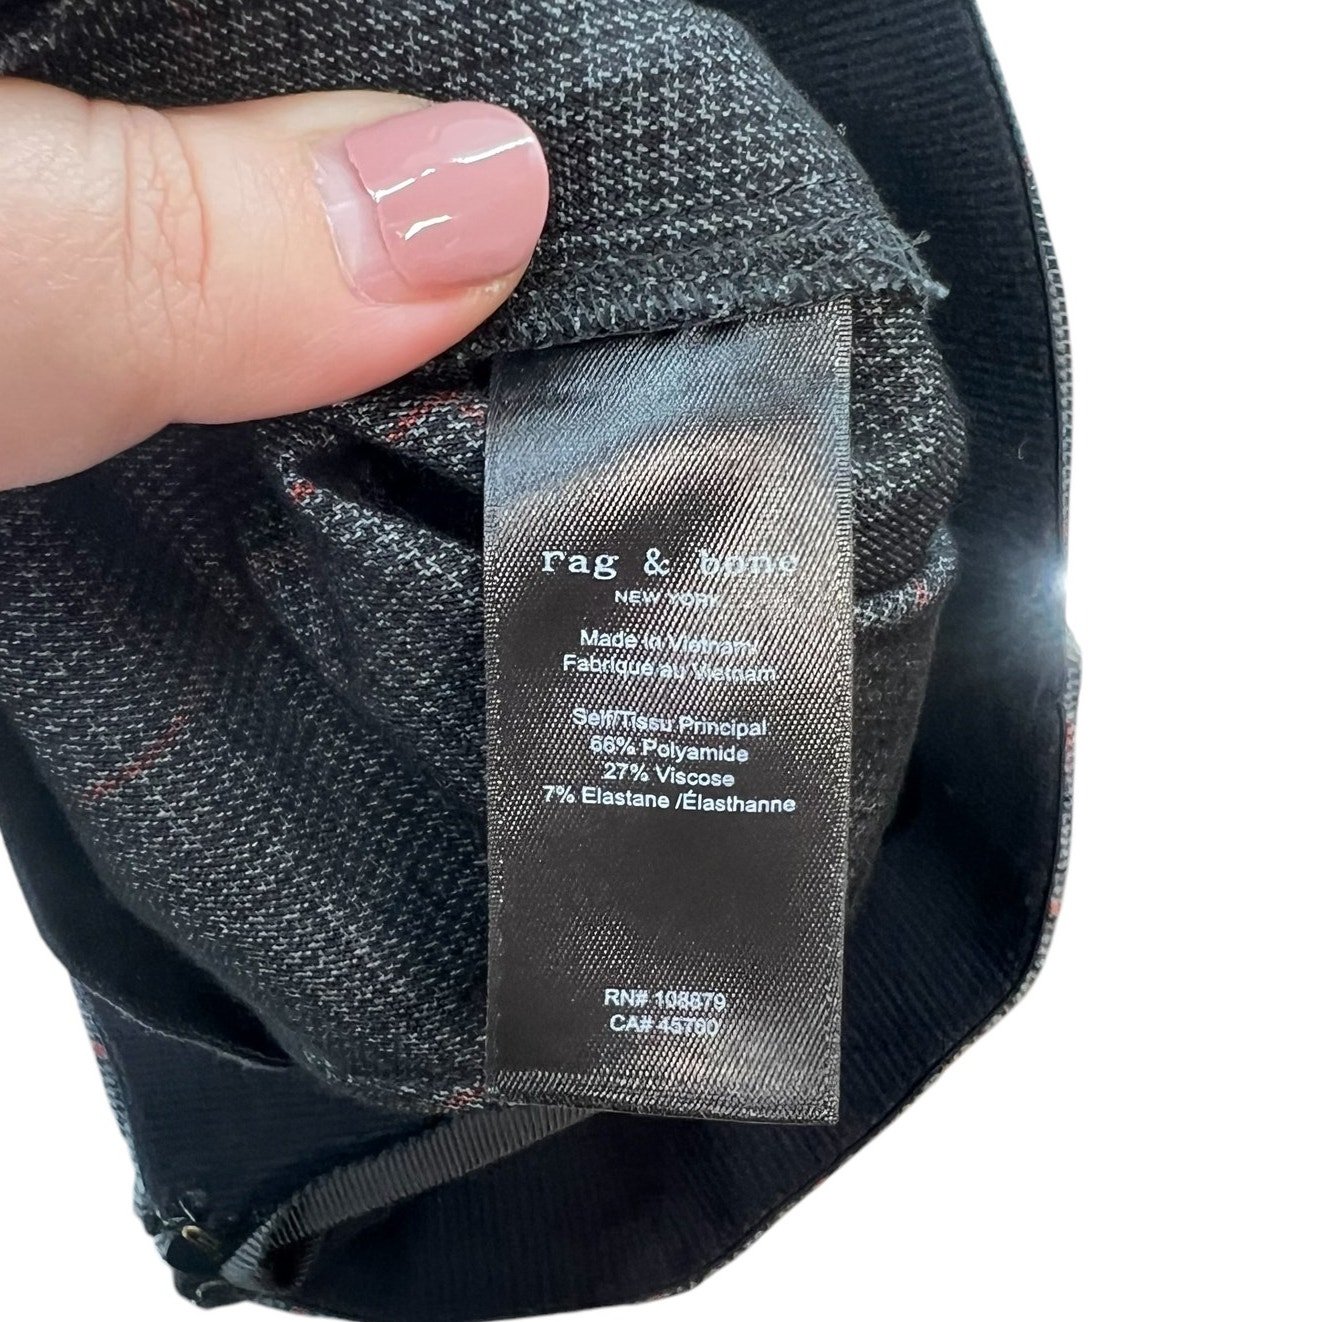 rag & bone
NEW YORK
Made in Vietnam
Fabriqué au Vietnam
Self/Tissu Principal
66% Polyamide
27% Viscose
7% Elastane /Élasthanne
RN# 108879
CA# 45760